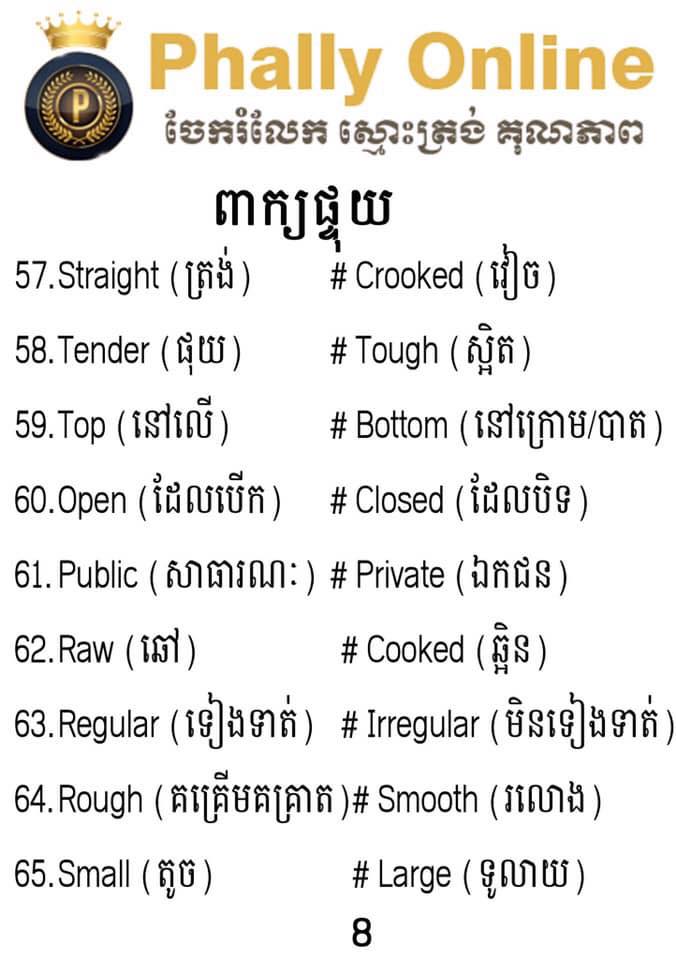 P
Phally Online
ចែករំលែក ស្មោះត្រង់ គុណភាព
ពាក្យផ្ទុយ
57.Straight (ត្រង់) # Crooked (វៀច)
58.Tender (ផុយ) # Tough (ស្អិត)
59.Top (នៅលើ) # Bottom (នៅក្រោម/បាត)
60.Open (ដែលបើក) # Closed (ដែលបិទ)
61.Public (សាធារណៈ) # Private (ឯកជន)
62.Raw (ឆៅ) # Cooked (ឆ្អិន)
63.Regular (ទៀងទាត់) # Irregular (មិនទៀងទាត់)
64.Rough (គគ្រើមគគ្រាត)# Smooth (រលោង)
65.Small (តូច) # Large (ទូលាយ)
8